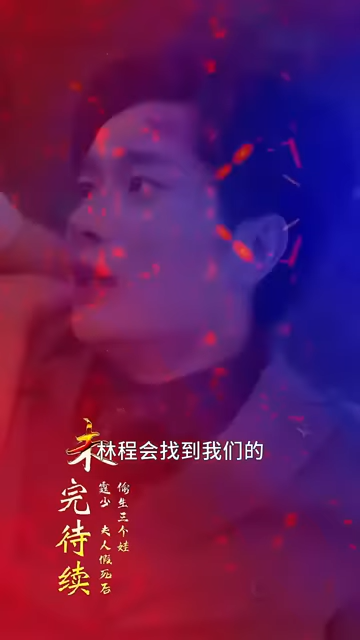 林程会找到我们的
未完待续
寇少 夫人假死后
偷生三个娃